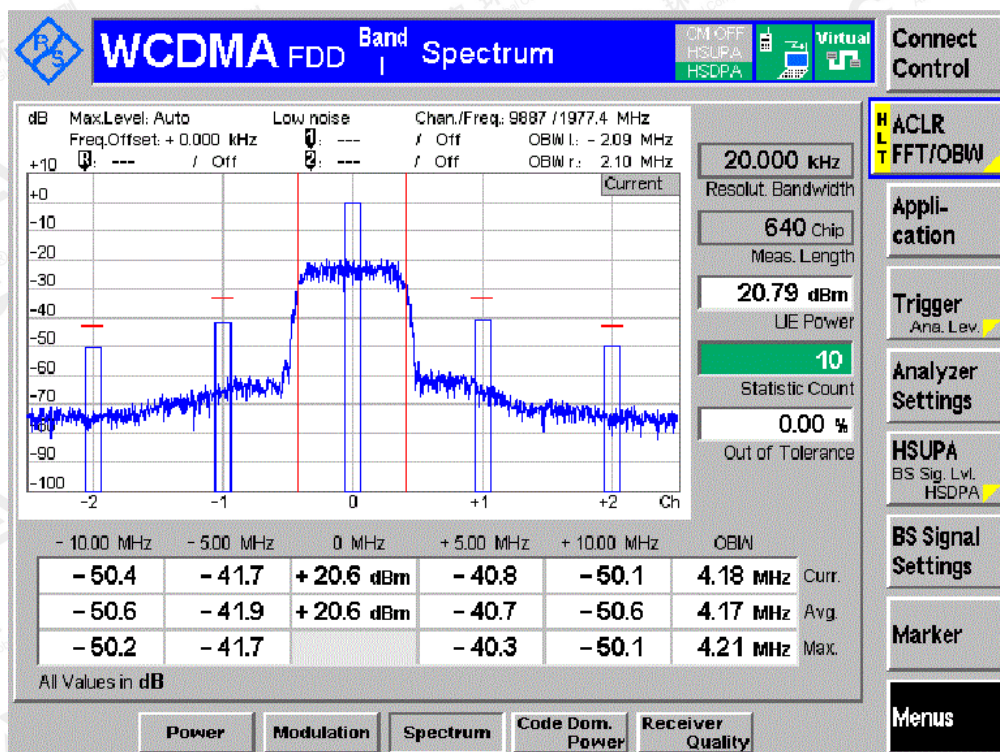 R/S
WCDMA FDD Band I Spectrum
CM OFF
HSUPA
HSDPA
Virtual
Connect Control
dB Max.Level: Auto Low noise Chan./Freq.: 9887 /1977.4 MHz
Freq.Offset: + 0.000 kHz 1: --- / Off OBW l.: - 2.09 MHz
R: --- / Off 2: --- / Off OBW r.: 2.10 MHz
Current
+10
+0
-10
-20
-30
-40
-50
-60
-70
-80
-90
-100
-2 -1 0 +1 +2 Ch
20.000 kHz
Resolut. Bandwidth
640 Chip
Meas. Length
20.79 dBm
UE Power
10
Statistic Count
0.00 %
Out of Tolerance
- 10.00 MHz - 5.00 MHz 0 MHz + 5.00 MHz + 10.00 MHz OBW
- 50.4 - 41.7 + 20.6 dBm - 40.8 - 50.1 4.18 MHz Curr.
- 50.6 - 41.9 + 20.6 dBm - 40.7 - 50.6 4.17 MHz Avg.
- 50.2 - 41.7 - 40.3 - 50.1 4.21 MHz Max.
All Values in dB
HLT
ACLR
FFT/OBW
Appli-
cation
Trigger
Ana. Lev.
Analyzer
Settings
HSUPA
BS Sig. Lvl.
HSDPA
BS Signal
Settings
Marker
Menus
Power
Modulation
Spectrum
Code Dom.
Power
Receiver
Quality